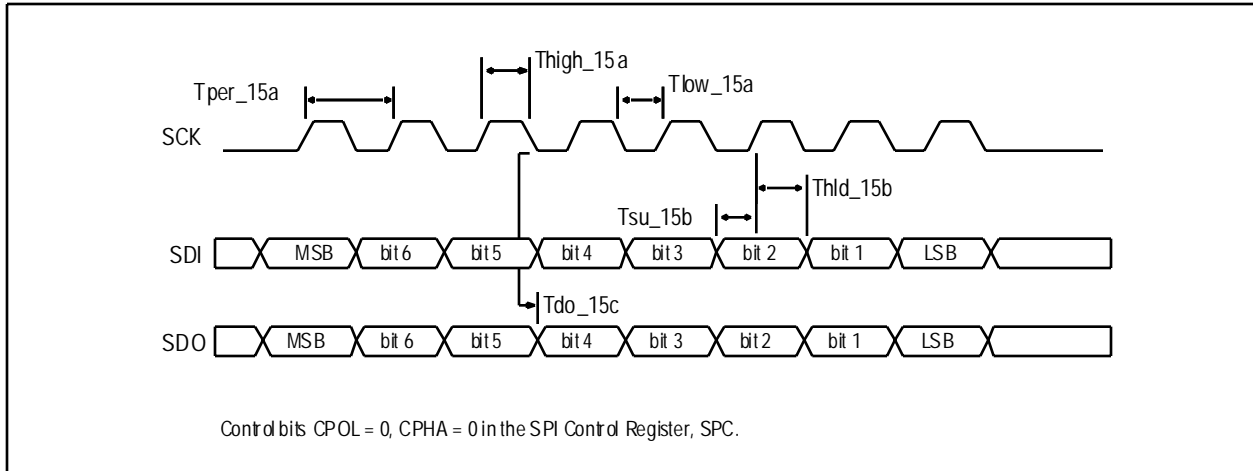 Thigh_15a
Tper_15a
Tlow_15a
SCK
Thld_15b
Tsu_15b
SDI MSB bit 6 bit 5 bit 4 bit 3 bit 2 bit 1 LSB
Tdo_15c
SDO MSB bit 6 bit 5 bit 4 bit 3 bit 2 bit 1 LSB
Control bits CPOL = 0, CPHA = 0 in the SPI Control Register, SPC.